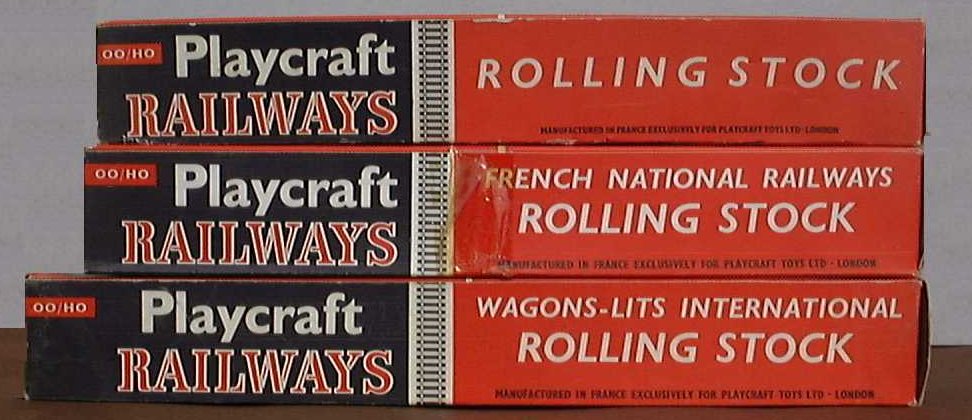 OO/HO
Playcraft
RAILWAYS
ROLLING STOCK
MANUFACTURED IN FRANCE EXCLUSIVELY FOR PLAYCRAFT TOYS LTD · LONDON
OO/HO
Playcraft
RAILWAYS
FRENCH NATIONAL RAILWAYS
ROLLING STOCK
MANUFACTURED IN FRANCE EXCLUSIVELY FOR PLAYCRAFT TOYS LTD · LONDON
OO/HO
Playcraft
RAILWAYS
WAGONS-LITS INTERNATIONAL
ROLLING STOCK
MANUFACTURED IN FRANCE EXCLUSIVELY FOR PLAYCRAFT TOYS LTD · LONDON